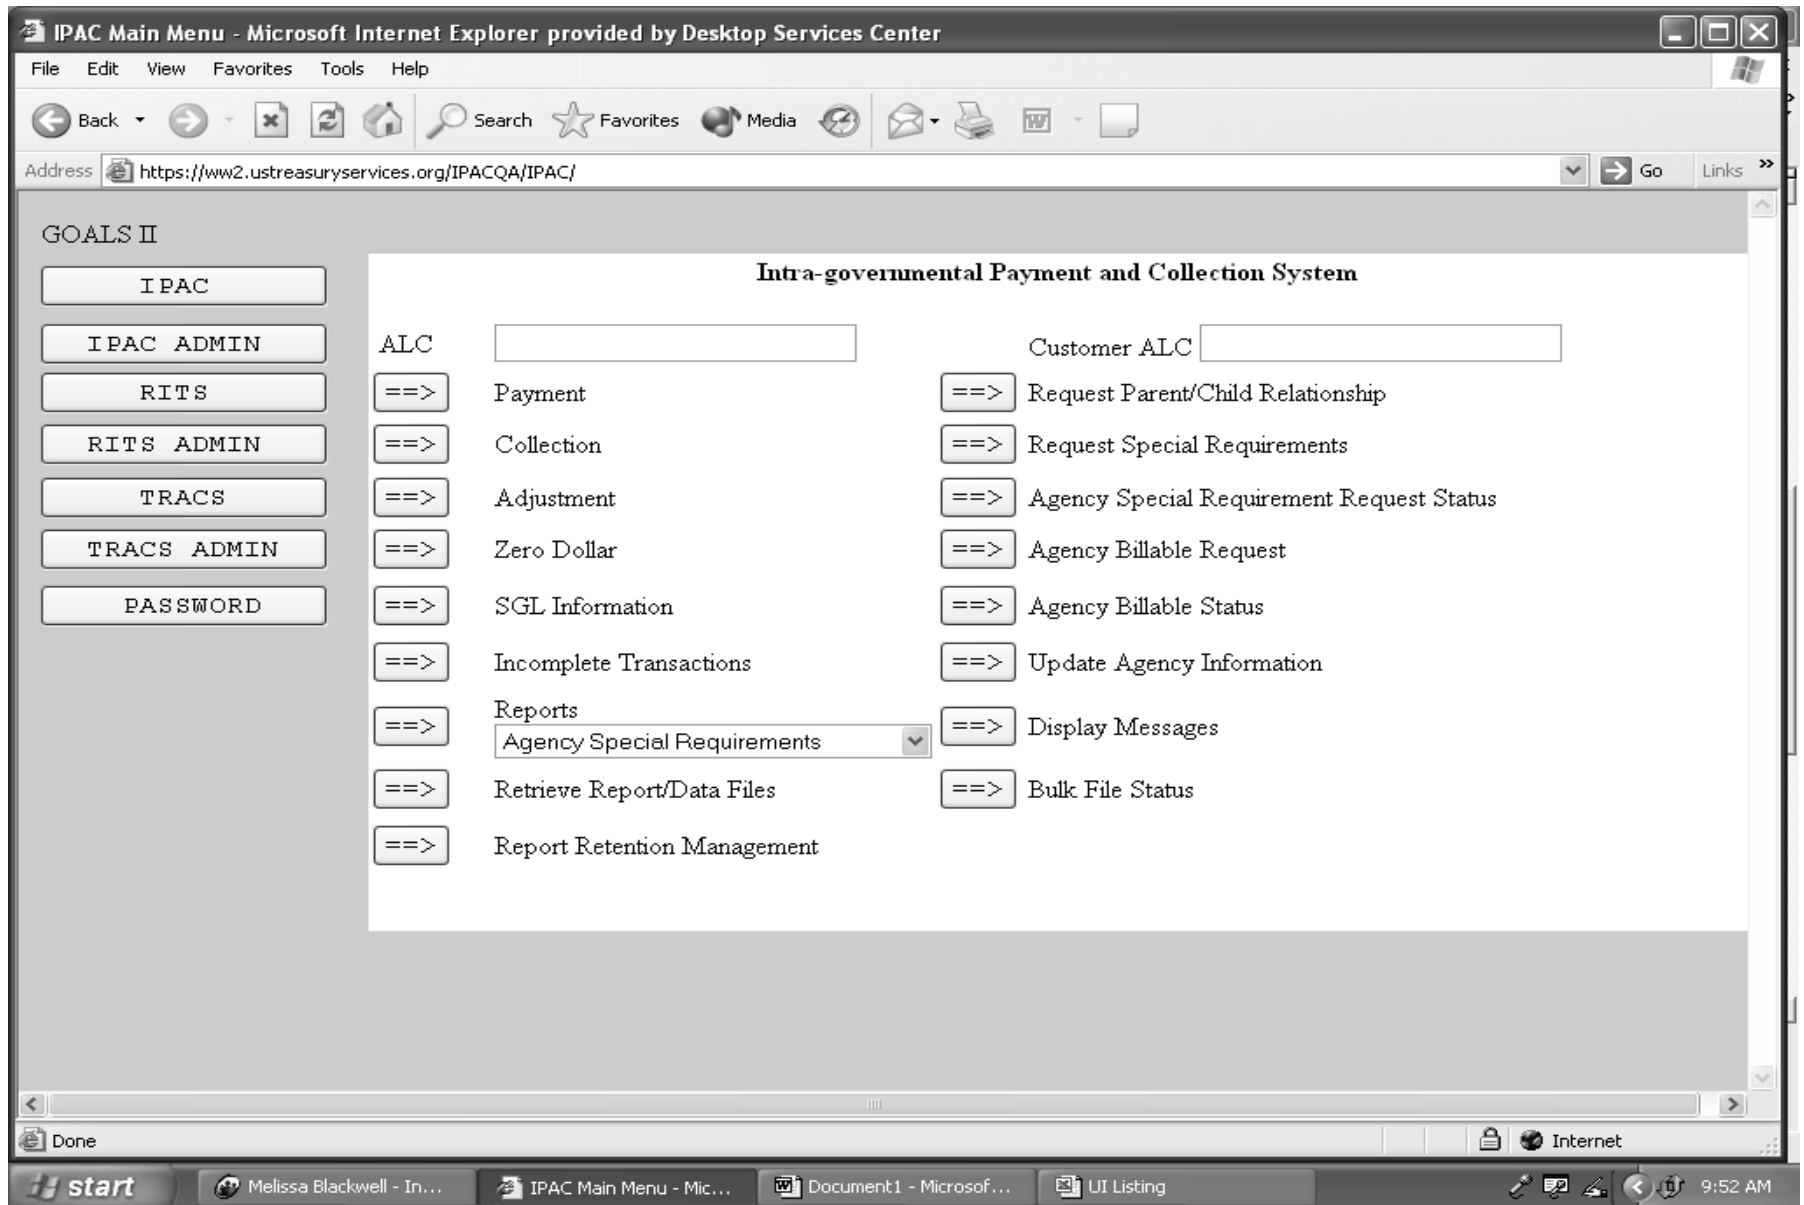 IPAC Main Menu - Microsoft Internet Explorer provided by Desktop Services Center
File Edit View Favorites Tools Help
Back Search Favorites Media
Address https://ww2.ustreasuryservices.org/IPACQA/IPAC/ Go Links »
GOALS II
Intra-governmental Payment and Collection System
IPAC
IPAC ADMIN
RITS
RITS ADMIN
TRACS
TRACS ADMIN
PASSWORD
ALC Customer ALC
==> Payment ==> Request Parent/Child Relationship
==> Collection ==> Request Special Requirements
==> Adjustment ==> Agency Special Requirement Request Status
==> Zero Dollar ==> Agency Billable Request
==> SGL Information ==> Agency Billable Status
==> Incomplete Transactions ==> Update Agency Information
Reports
==> Agency Special Requirements ==> Display Messages
==> Retrieve Report/Data Files ==> Bulk File Status
==> Report Retention Management
Done Internet
start Melissa Blackwell - In... IPAC Main Menu - Mic... Document1 - Microsof... UI Listing 9:52 AM